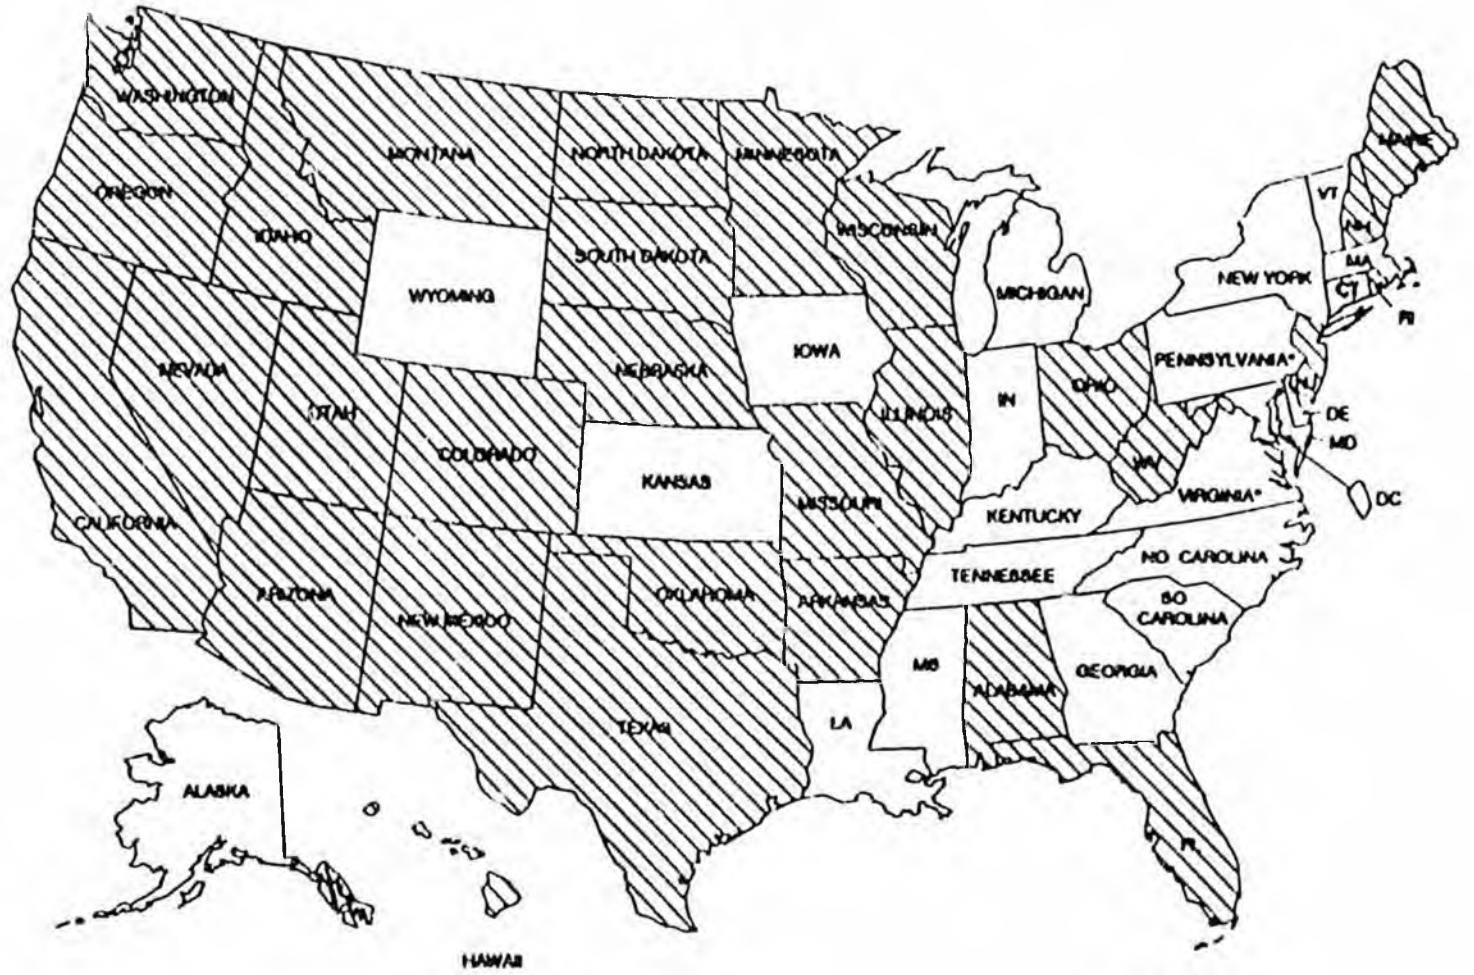 WASHINGTON
MONTANA
NORTH DAKOTA
MINNESOTA
MAINE
OREGON
IDAHO
WISCONSIN
VT
NH
SOUTH DAKOTA
MA
WYOMING
MICHIGAN
NEW YORK
CT
RI
IOWA
PENNSYLVANIA*
NEVADA
NEBRASKA
OHIO
NJ
UTAH
ILLINOIS
IN
DE
COLORADO
MD
KANSAS
WV
MISSOURI
VIRGINIA*
DC
CALIFORNIA
KENTUCKY
NO CAROLINA
TENNESSEE
ARIZONA
OKLAHOMA
ARKANSAS
SO
CAROLINA
NEW MEXICO
MS
GEORGIA
ALABAMA
TEXAS
LA
ALASKA
FL
HAWAII